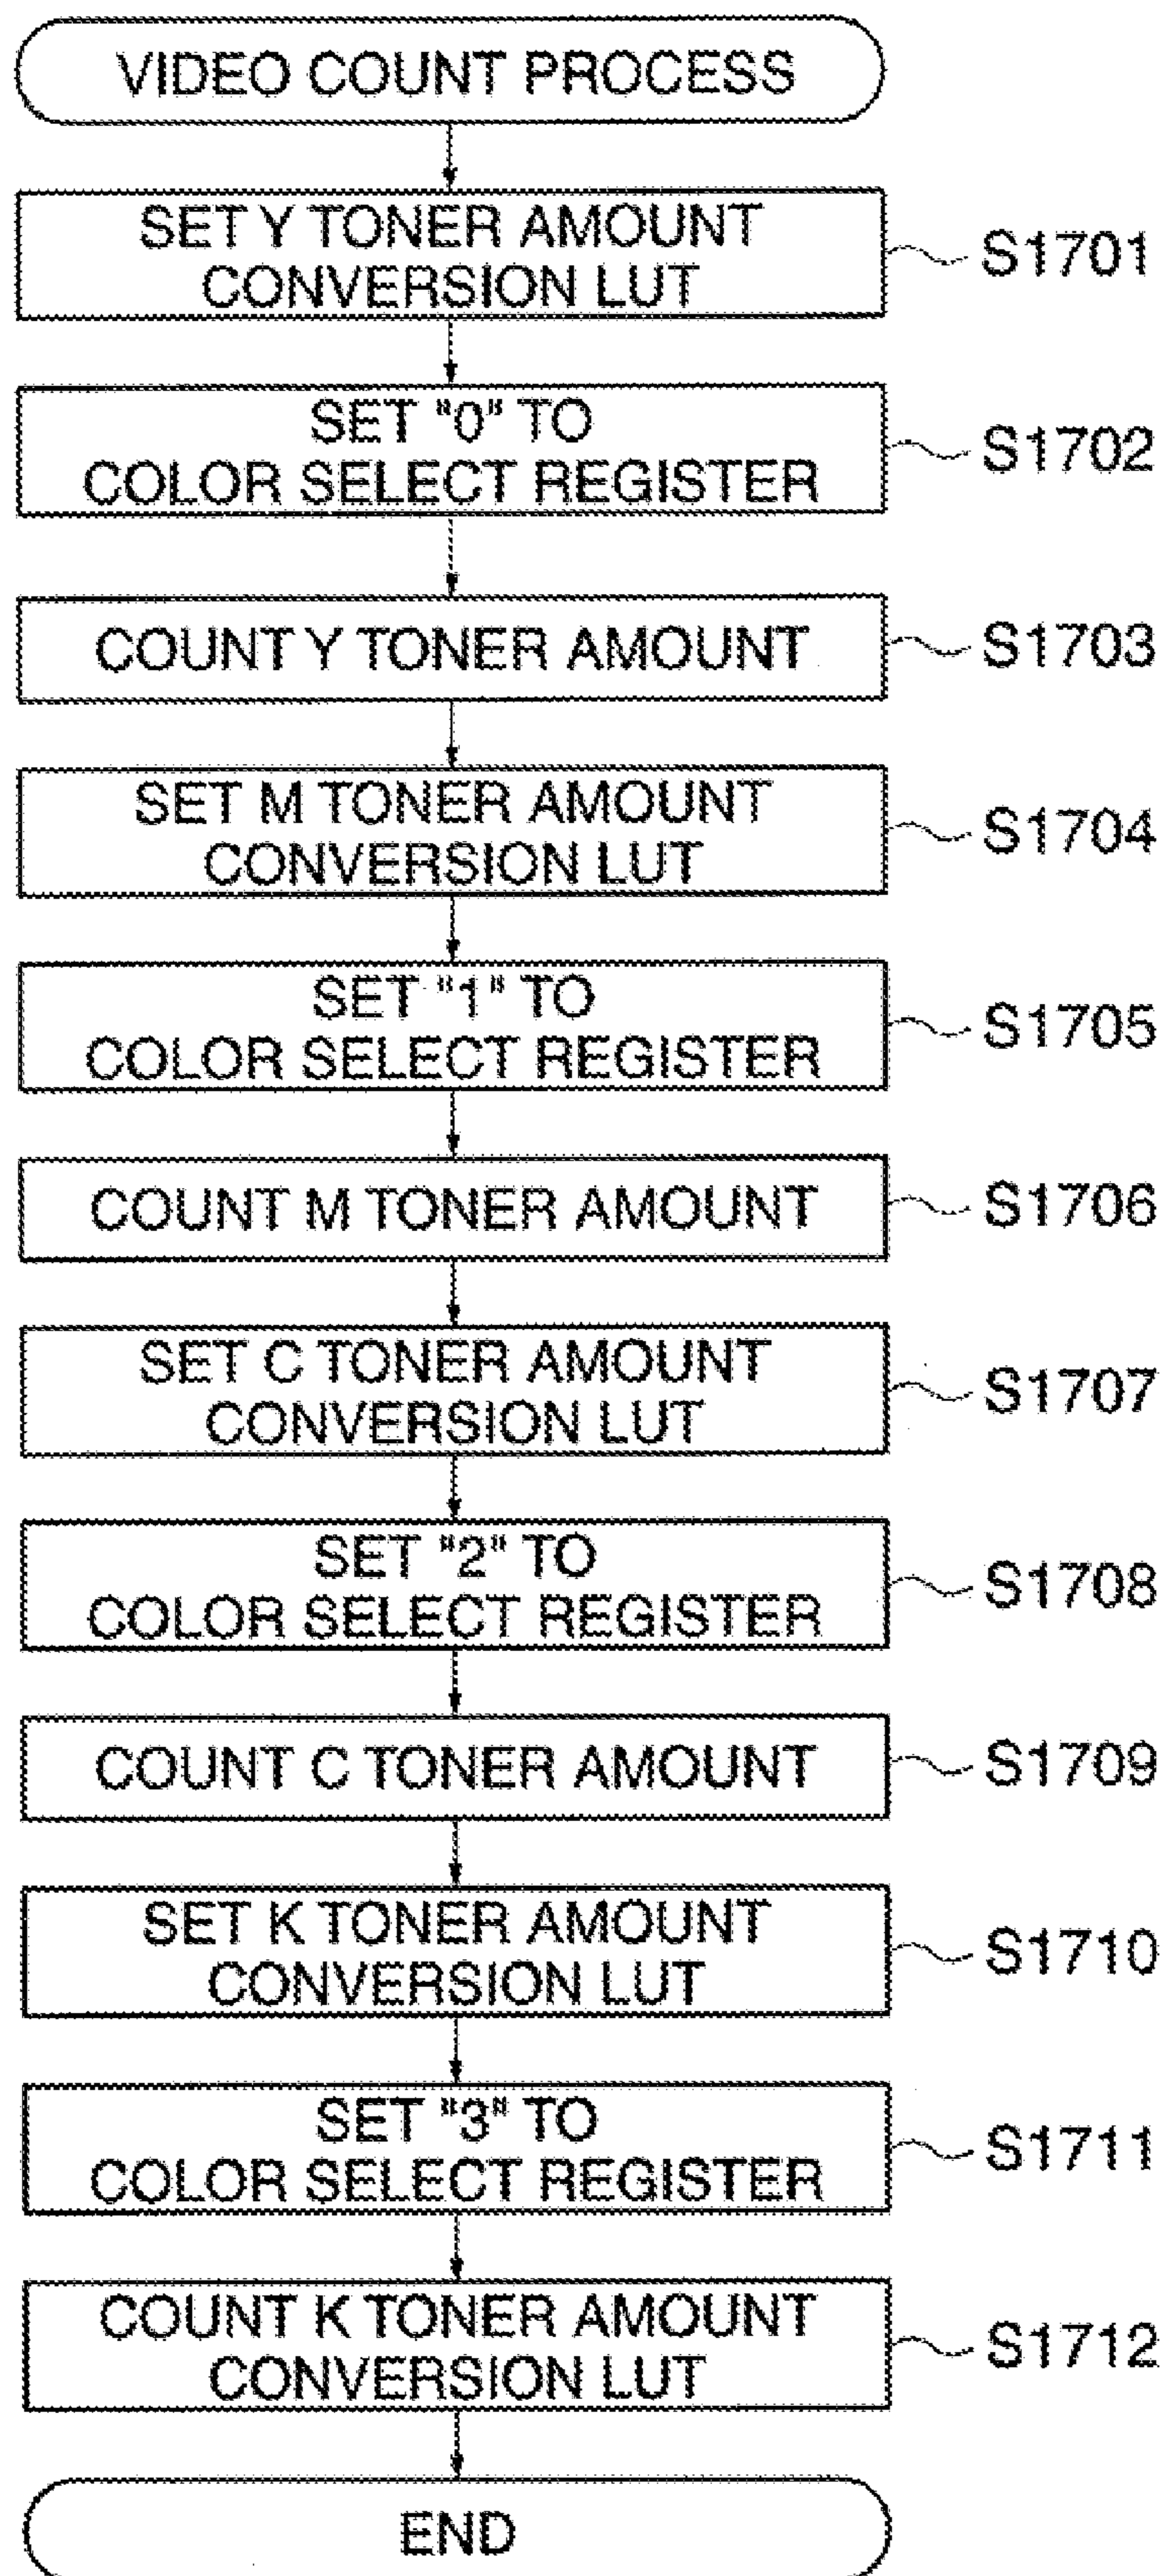 VIDEO COUNT PROCESS
SET Y TONER AMOUNT
CONVERSION LUT
S1701
SET "0" TO
COLOR SELECT REGISTER
S1702
COUNT Y TONER AMOUNT
S1703
SET M TONER AMOUNT
CONVERSION LUT
S1704
SET "1" TO
COLOR SELECT REGISTER
S1705
COUNT M TONER AMOUNT
S1706
SET C TONER AMOUNT
CONVERSION LUT
S1707
SET "2" TO
COLOR SELECT REGISTER
S1708
COUNT C TONER AMOUNT
S1709
SET K TONER AMOUNT
CONVERSION LUT
S1710
SET "3" TO
COLOR SELECT REGISTER
S1711
COUNT K TONER AMOUNT
CONVERSION LUT
S1712
END